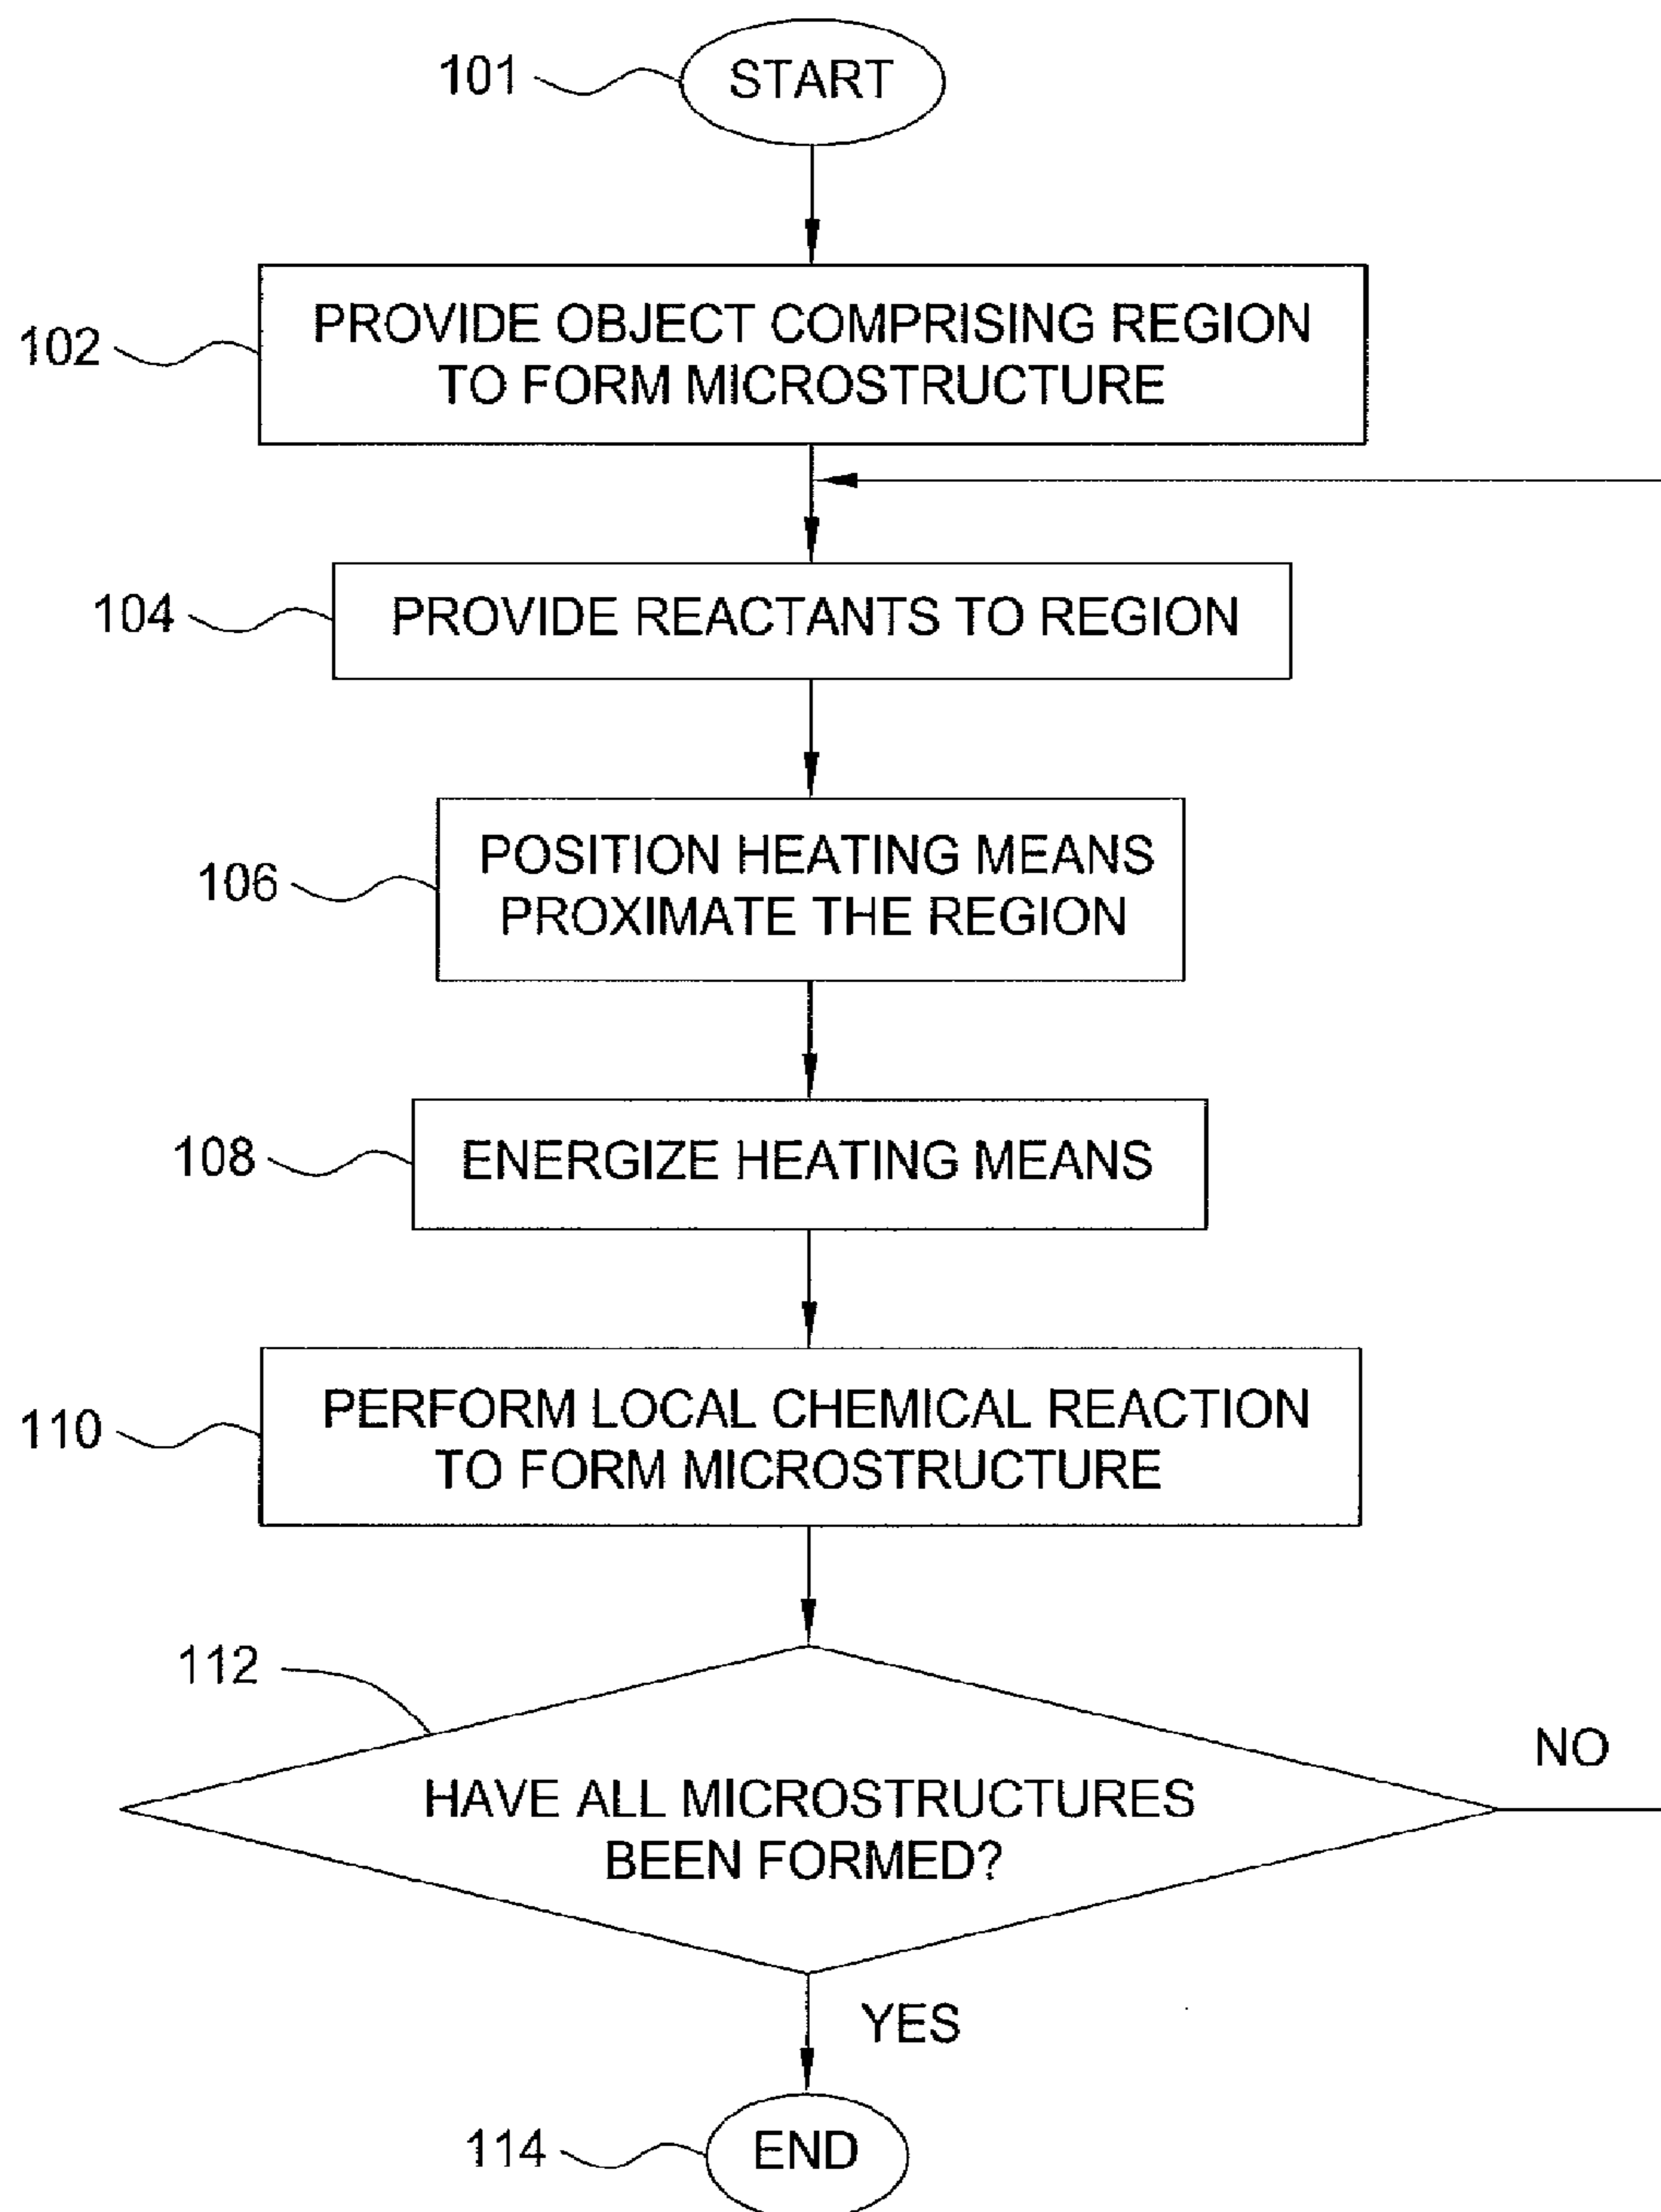 101
START
102
PROVIDE OBJECT COMPRISING REGION
TO FORM MICROSTRUCTURE
104
PROVIDE REACTANTS TO REGION
106
POSITION HEATING MEANS
PROXIMATE THE REGION
108
ENERGIZE HEATING MEANS
110
PERFORM LOCAL CHEMICAL REACTION
TO FORM MICROSTRUCTURE
112
HAVE ALL MICROSTRUCTURES
BEEN FORMED?
NO
YES
114
END